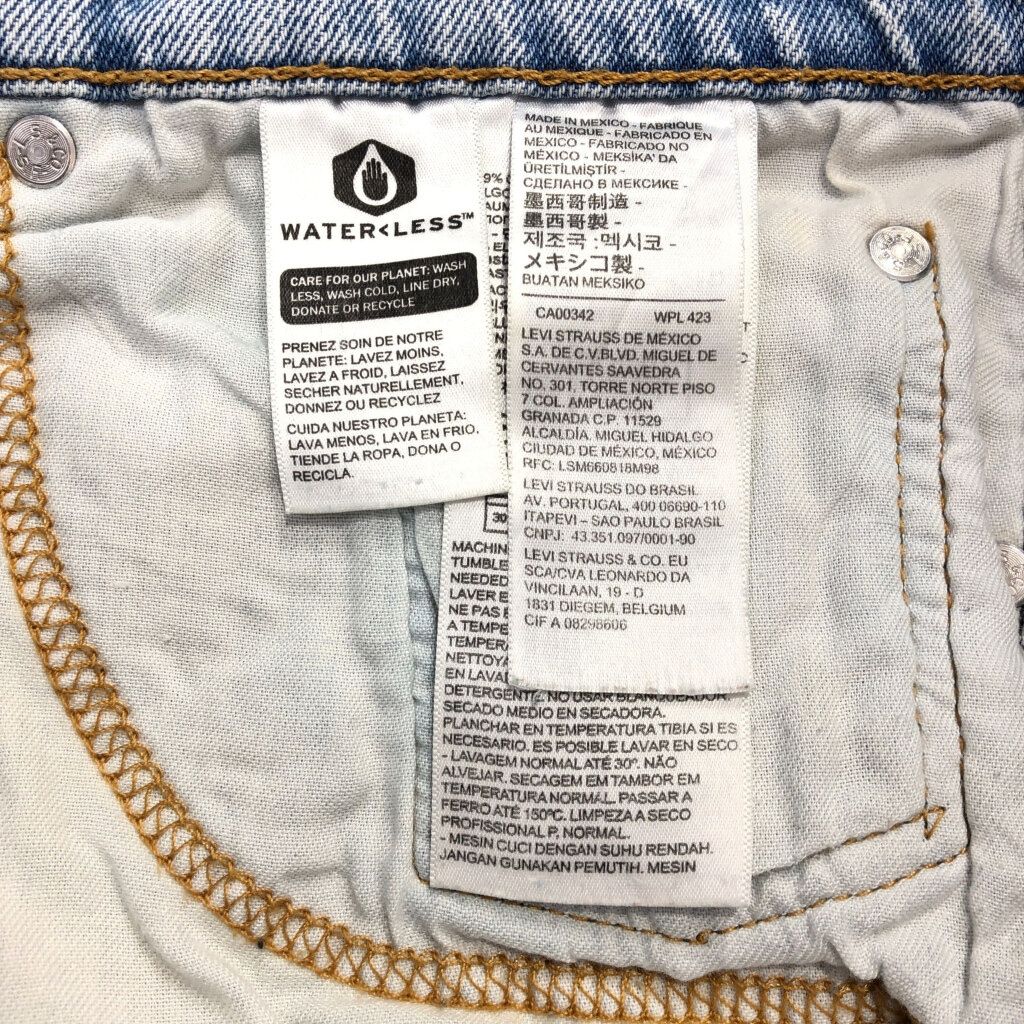 WATER<LESS™
CARE FOR OUR PLANET: WASH
LESS, WASH COLD, LINE DRY,
DONATE OR RECYCLE
PRENEZ SOIN DE NOTRE
PLANETE: LAVEZ MOINS,
LAVEZ A FROID, LAISSEZ
SECHER NATURELLEMENT,
DONNEZ OU RECYCLEZ
CUIDA NUESTRO PLANETA:
LAVA MENOS, LAVA EN FRIO,
TIENDE LA ROPA, DONA O
RECICLA.
MADE IN MEXICO - FABRIQUE
AU MEXIQUE - FABRICADO EN
MÉXICO - FABRICADO NO
MÉXICO - MEKSİKA' DA
ÜRETİLMİŞTİR -
СДЕЛАНО В МЕКСИКЕ -
墨西哥制造 -
墨西哥製 -
제조국 :멕시코 -
メキシコ製 -
BUATAN MEKSIKO
CA00342 WPL 423
LEVI STRAUSS DE MÉXICO
S.A. DE C.V.BLVD. MIGUEL DE
CERVANTES SAAVEDRA
NO. 301, TORRE NORTE PISO
7 COL. AMPLIACIÓN
GRANADA C.P. 11529
ALCALDÍA. MIGUEL HIDALGO
CIUDAD DE MÉXICO, MÉXICO
RFC: LSM660818M98
LEVI STRAUSS DO BRASIL
AV. PORTUGAL, 400 06690-110
ITAPEVI – SAO PAULO BRASIL
CNPJ: 43.351.097/0001-90
LEVI STRAUSS & CO. EU
SCA/CVA LEONARDO DA
VINCILAAN, 19 - D
1831 DIEGEM, BELGIUM
CIF A 08298606
30
MACHIN
TUMBLE
NEEDED
LAVER E
NE PAS
A TEMPE
TEMPERA
NETTOYA
EN LAVA
DETERGENTE. NO USAR BLANQUEADOR
SECADO MEDIO EN SECADORA.
PLANCHAR EN TEMPERATURA TIBIA SI ES
NECESARIO. ES POSIBLE LAVAR EN SECO
- LAVAGEM NORMAL ATÉ 30º. NÃO
ALVEJAR. SECAGEM EM TAMBOR EM
TEMPERATURA NORMAL. PASSAR A
FERRO ATÉ 150ºC. LIMPEZA A SECO
PROFISSIONAL P, NORMAL.
- MESIN CUCI DENGAN SUHU RENDAH.
JANGAN GUNAKAN PEMUTIH. MESIN